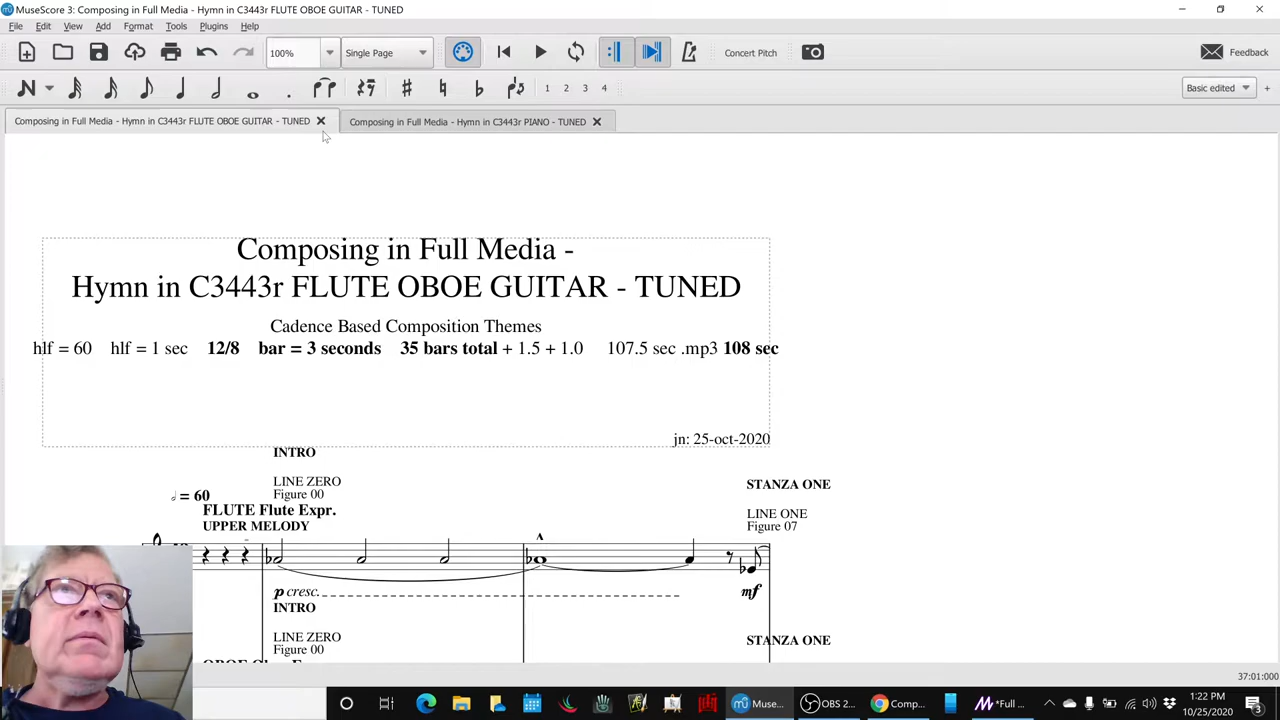 MuseScore 3: Composing in Full Media - Hymn in C3443r FLUTE OBOE GUITAR - TUNED
File Edit View Add Format Tools Plugins Help
100% Single Page Concert Pitch Feedback
1 2 3 4 Basic edited
Composing in Full Media - Hymn in C3443r FLUTE OBOE GUITAR - TUNED Composing in Full Media - Hymn in C3443r PIANO - TUNED
Composing in Full Media -
Hymn in C3443r FLUTE OBOE GUITAR - TUNED
Cadence Based Composition Themes
hlf = 60 hlf = 1 sec 12/8 bar = 3 seconds 35 bars total + 1.5 + 1.0 107.5 sec .mp3 108 sec
jn: 25-oct-2020
INTRO
LINE ZERO
Figure 00
STANZA ONE
LINE ONE
Figure 07
= 60
FLUTE Flute Expr.
UPPER MELODY
p cresc.
mf
INTRO
LINE ZERO
Figure 00
STANZA ONE
37:01:000
Muse... OBS 2... Comp... *Full ...
1:22 PM
10/25/2020
3